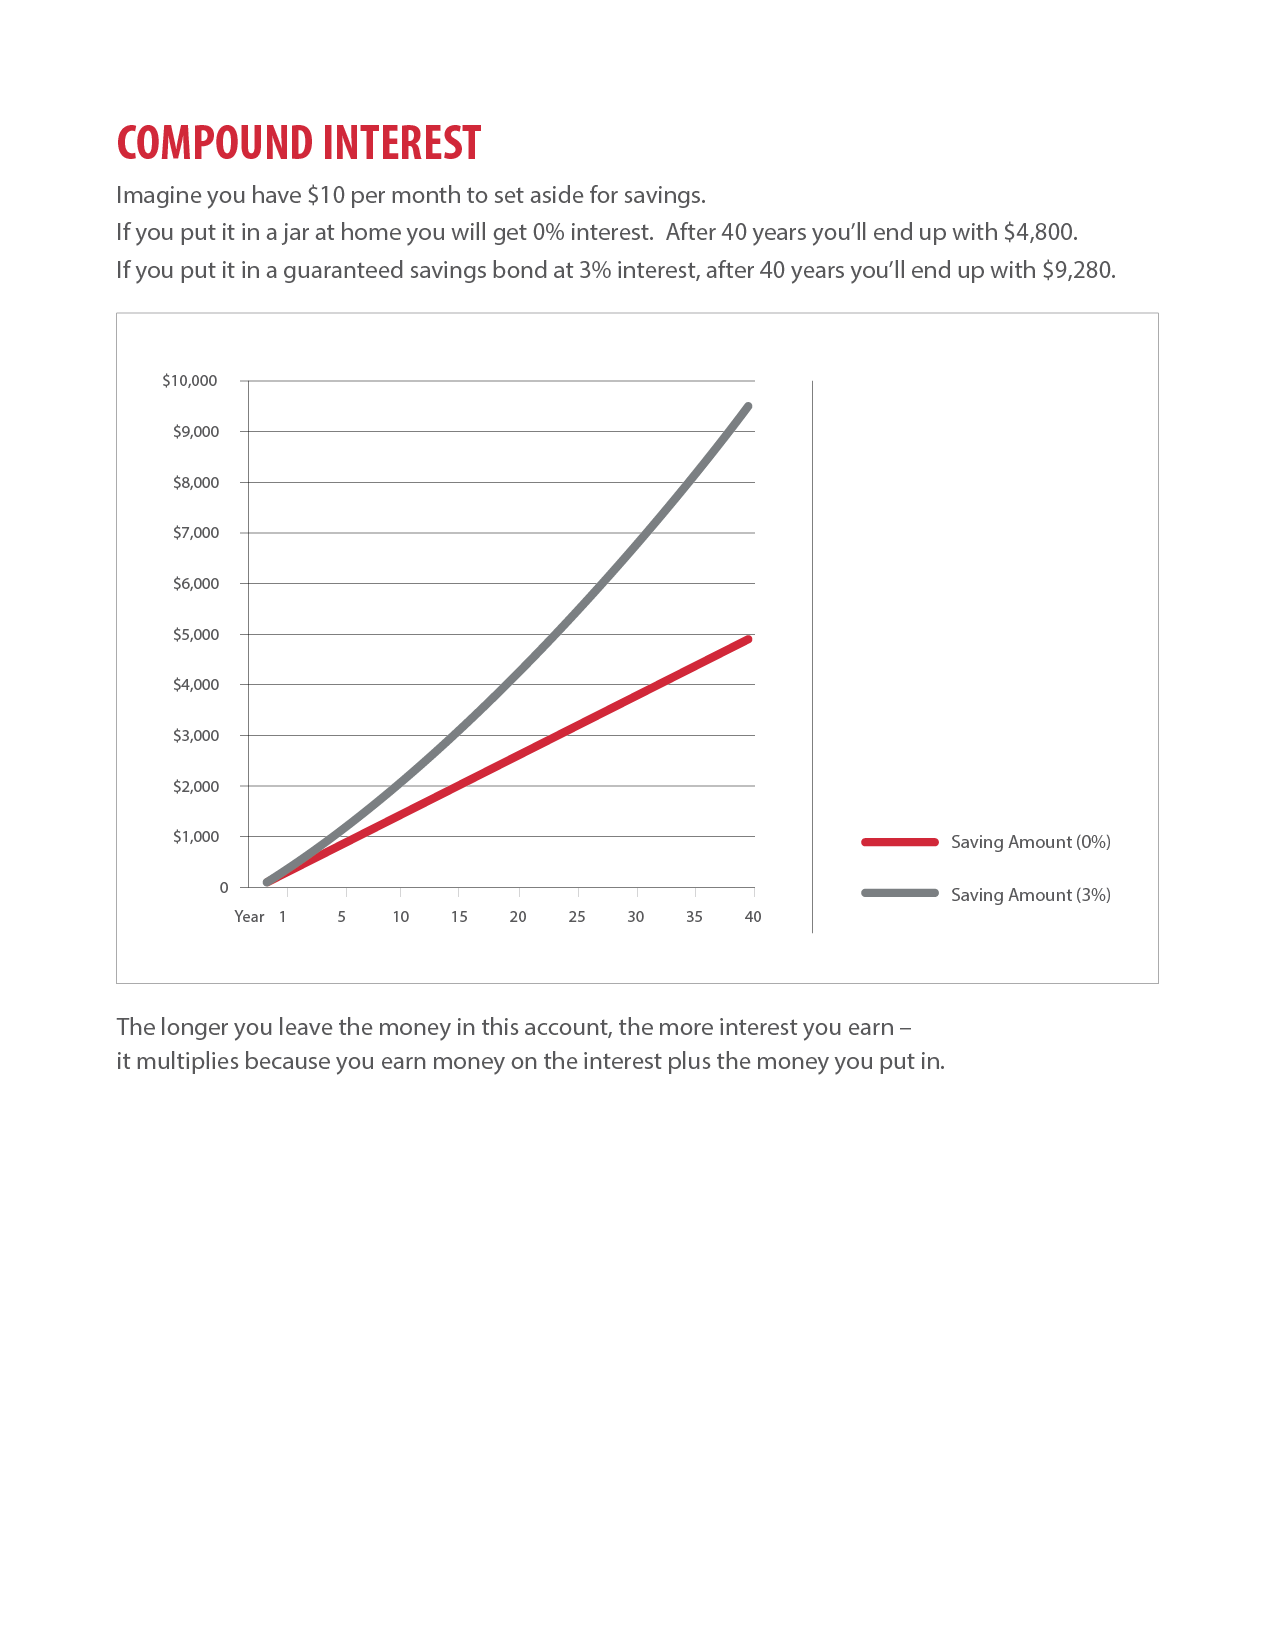 COMPOUND INTEREST
Imagine you have $10 per month to set aside for savings.
If you put it in a jar at home you will get 0% interest.  After 40 years you’ll end up with $4,800.
If you put it in a guaranteed savings bond at 3% interest, after 40 years you’ll end up with $9,280.
$10,000
$9,000
$8,000
$7,000
$6,000
$5,000
$4,000
$3,000
$2,000
$1,000
0
Year 1 5 10 15 20 25 30 35 40
Saving Amount (0%)
Saving Amount (3%)
The longer you leave the money in this account, the more interest you earn –
it multiplies because you earn money on the interest plus the money you put in.